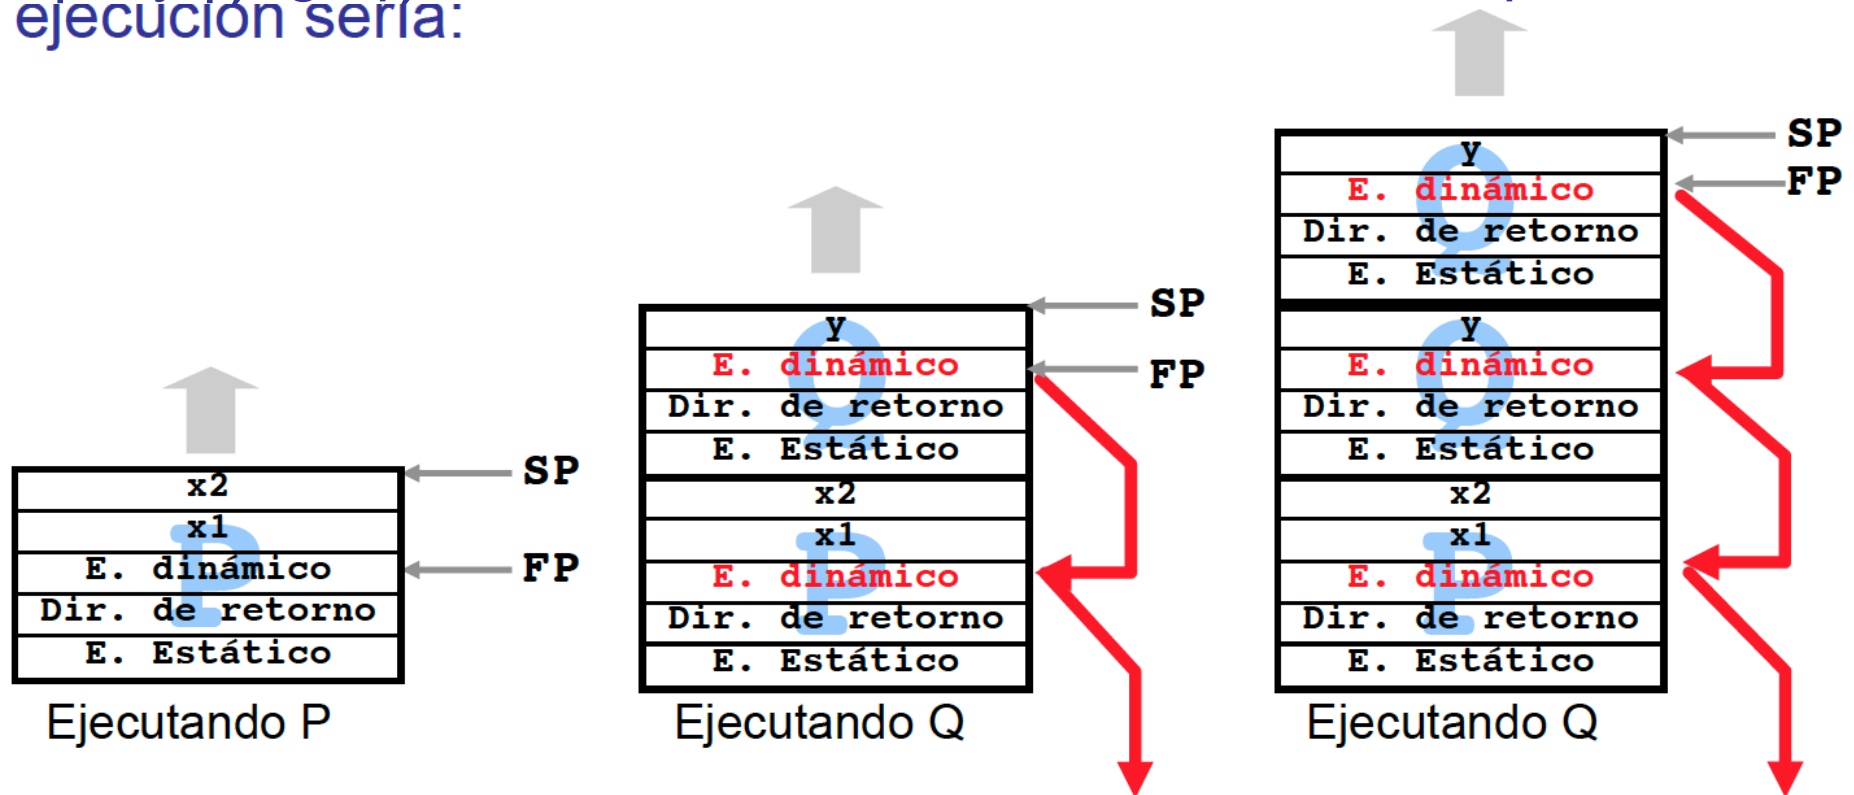 ejecución sería:
SP
y
FP
E. dinámico
Dir. de retorno
E. Estático
SP
y
y
FP
E. dinámico
E. dinámico
Dir. de retorno
Dir. de retorno
E. Estático
E. Estático
SP
x2
x2
x2
x1
x1
x1
FP
E. dinámico
E. dinámico
E. dinámico
Dir. de retorno
Dir. de retorno
Dir. de retorno
E. Estático
E. Estático
E. Estático
P
Q
P
Q
Q
P
Ejecutando P
Ejecutando Q
Ejecutando Q